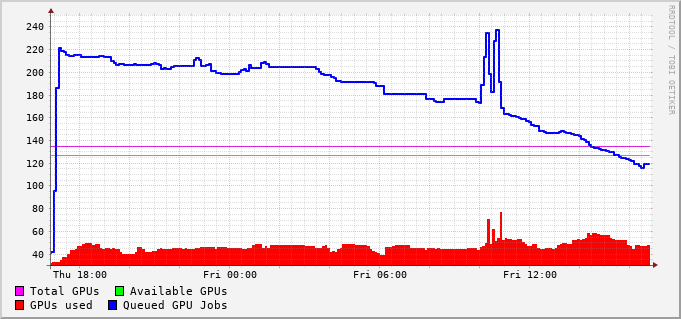 RRDTOOL / TOBI OETIKER
240
220
200
180
160
140
120
100
80
60
40
Thu 18:00 Fri 00:00 Fri 06:00 Fri 12:00
Total GPUs Available GPUs
GPUs used Queued GPU Jobs